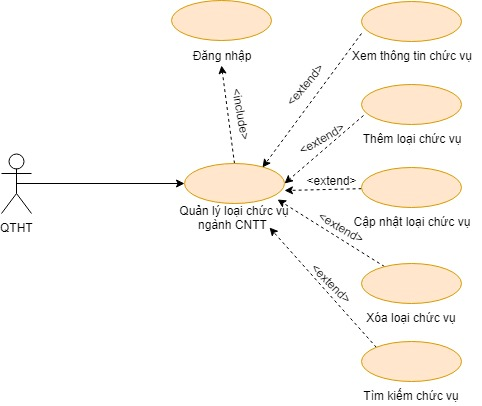 Đăng nhập
Xem thông tin chức vụ
<extend>
<include>
<extend>
Thêm loại chức vụ
<extend>
Quản lý loại chức vụ
ngành CNTT
QTHT
Cập nhật loại chức vụ
<extend>
Xóa loại chức vụ
<extend>
Tìm kiếm chức vụ